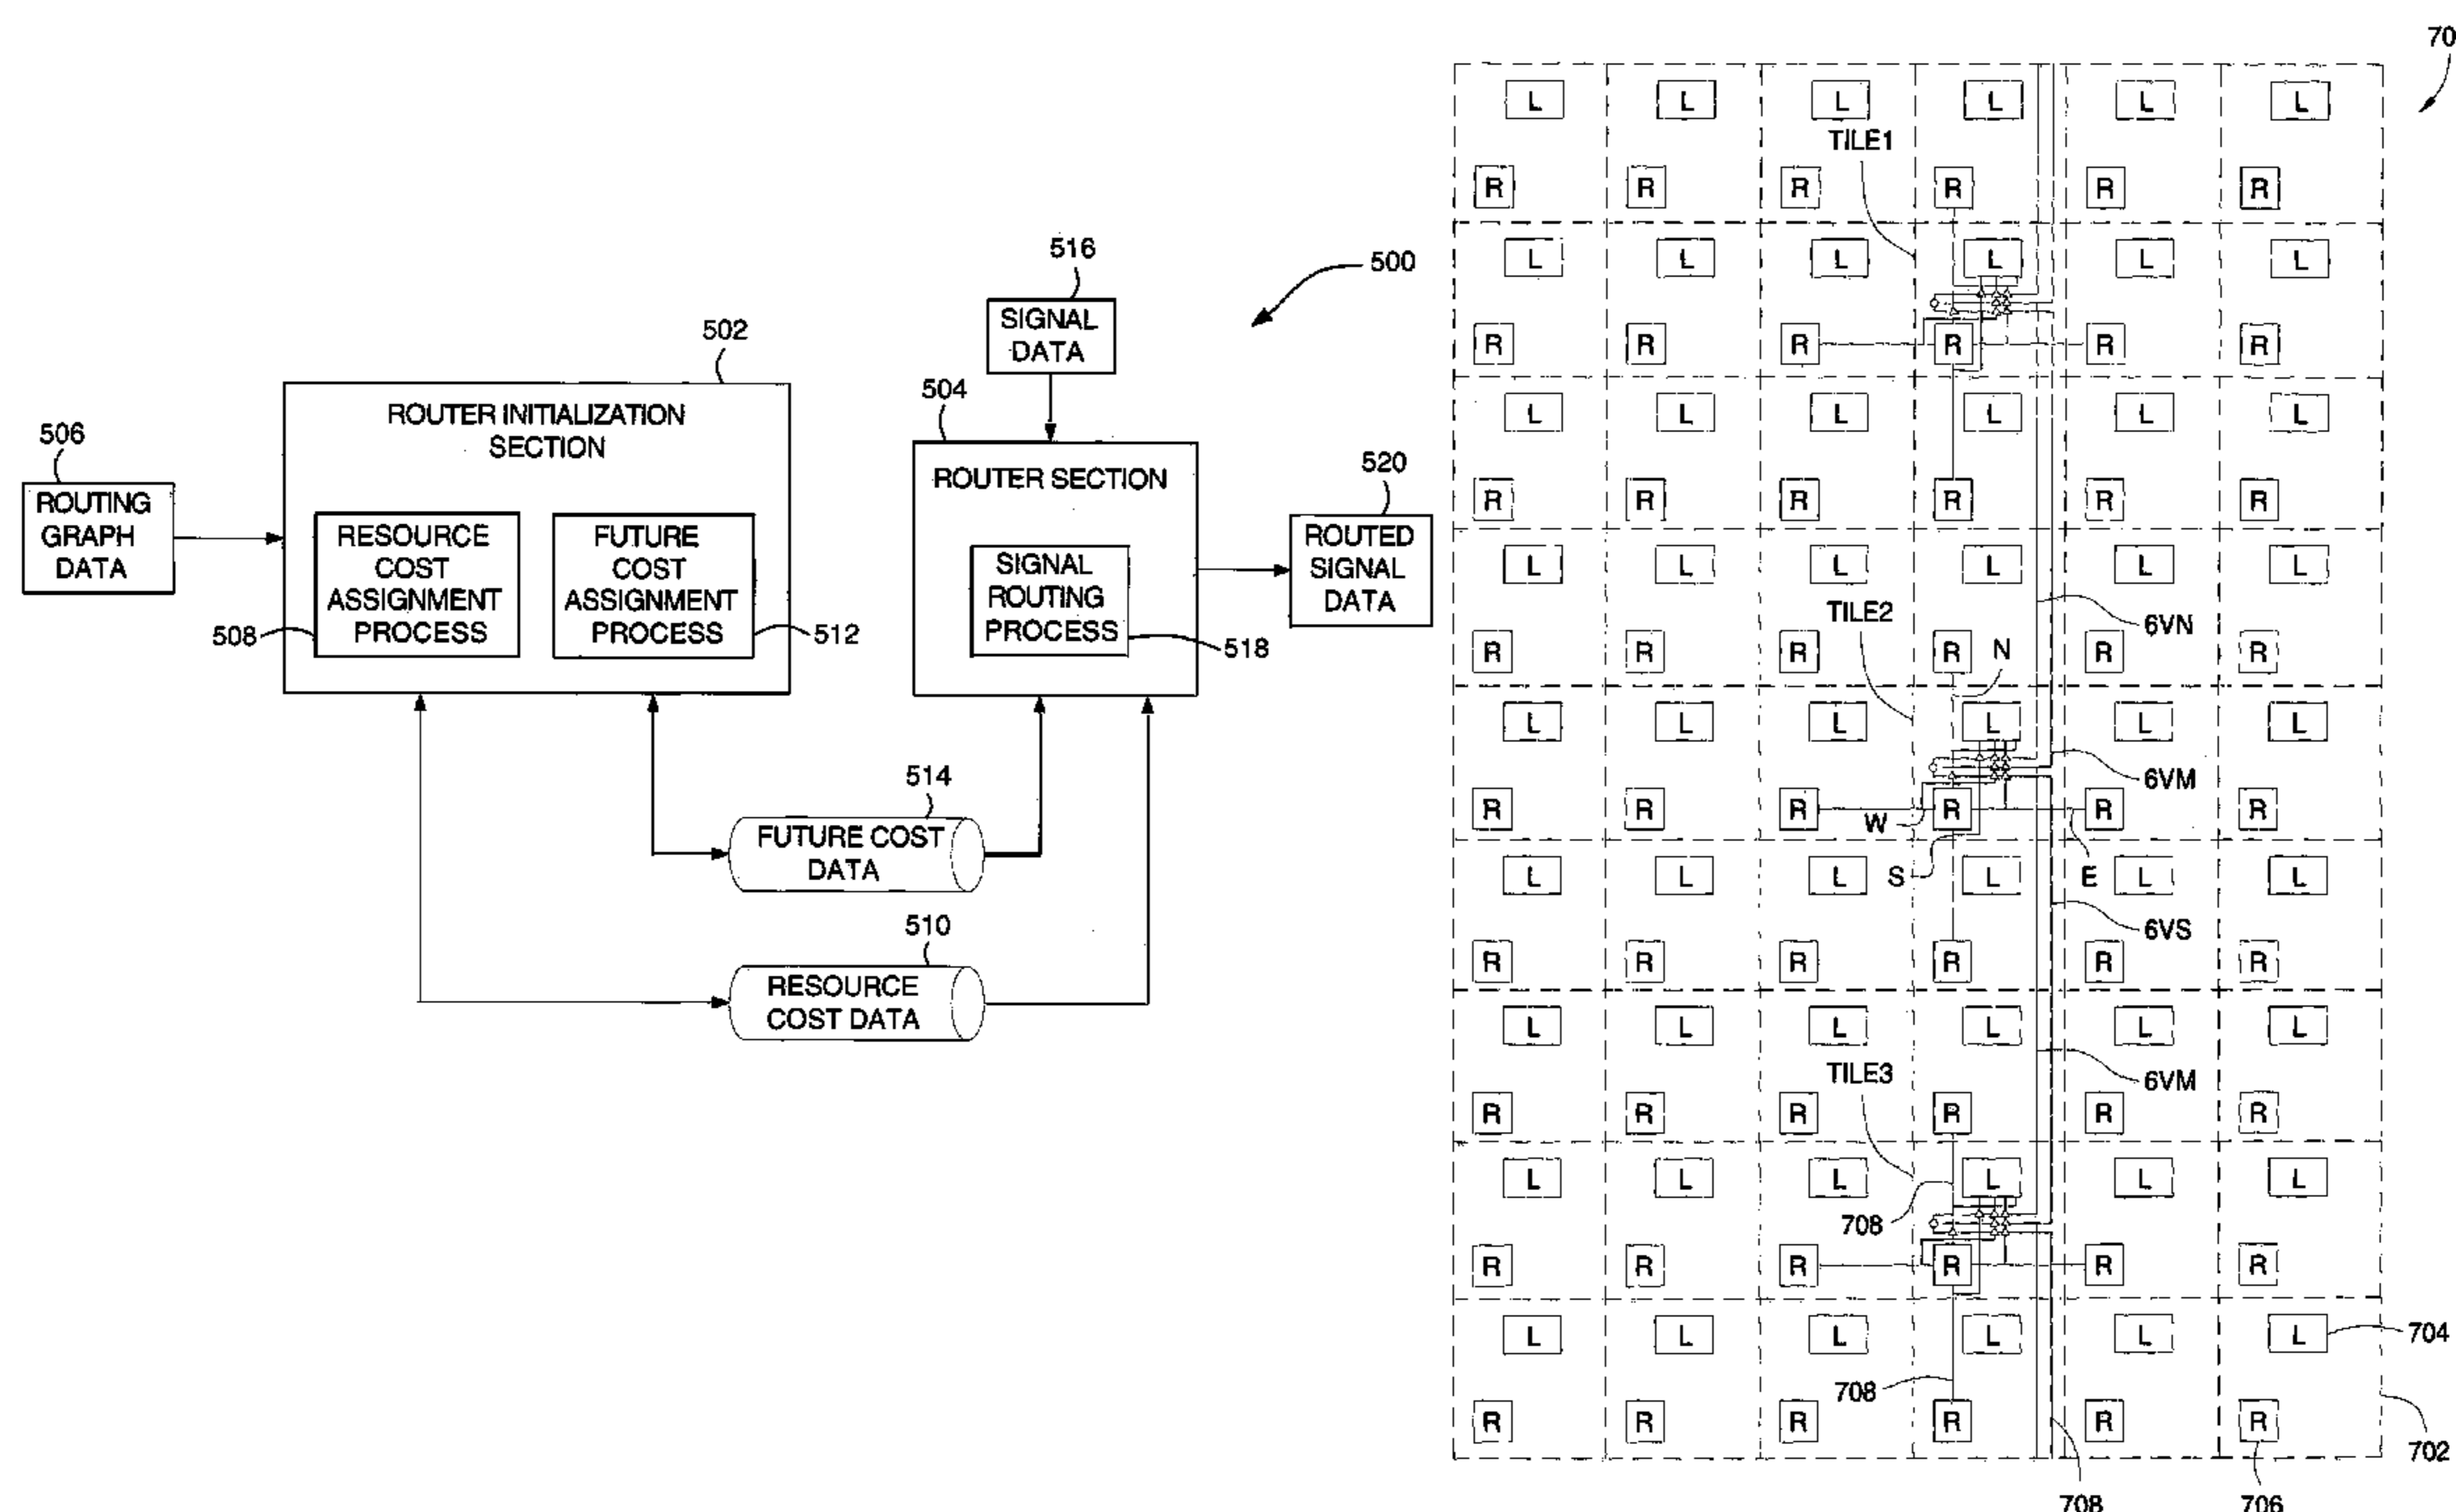 516
500
SIGNAL
DATA
502
504
ROUTER INITIALIZATION
SECTION
506
ROUTING
GRAPH
DATA
RESOURCE
COST
ASSIGNMENT
PROCESS
508
FUTURE
COST
ASSIGNMENT
PROCESS
512
ROUTER SECTION
SIGNAL
ROUTING
PROCESS
518
520
ROUTED
SIGNAL
DATA
514
FUTURE COST
DATA
510
RESOURCE
COST DATA
70
L L L L L L
TILE1
R R R R R R
L L L L L L
R R R R R R
L L L L L L
R R R R R R
L L L L L L
TILE2
6VN
R R R R N R R
L L L L L L
6VM
R R R W R R R
L L L S L E L L
6VS
R R R R R R
L L L L L L
TILE3
6VM
R R R R R R
L L L L L L
708
R R R R R R
L L L L L L
704
708
R R R R R R
702
708
706